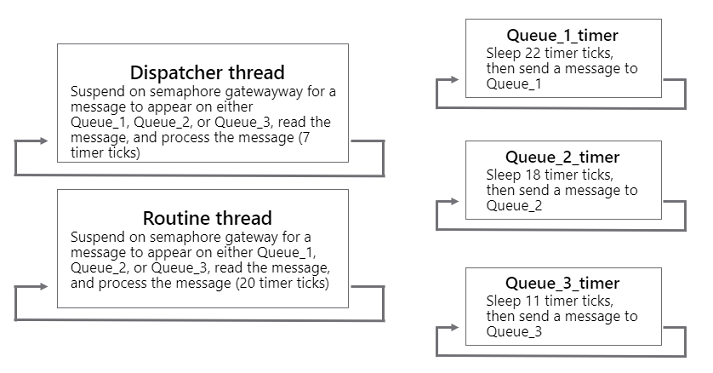 Dispatcher thread
Suspend on semaphore gatewayway for a
message to appear on either
Queue_1, Queue_2, or Queue_3, read the
message, and process the message (7
timer ticks)
Routine thread
Suspend on semaphore gateway for a
message to appear on either Queue_1,
Queue_2, or Queue_3, read the message,
and process the message (20 timer ticks)
Queue_1_timer
Sleep 22 timer ticks,
then send a message to
Queue_1
Queue_2_timer
Sleep 18 timer ticks,
then send a message to
Queue_2
Queue_3_timer
Sleep 11 timer ticks,
then send a message to
Queue_3